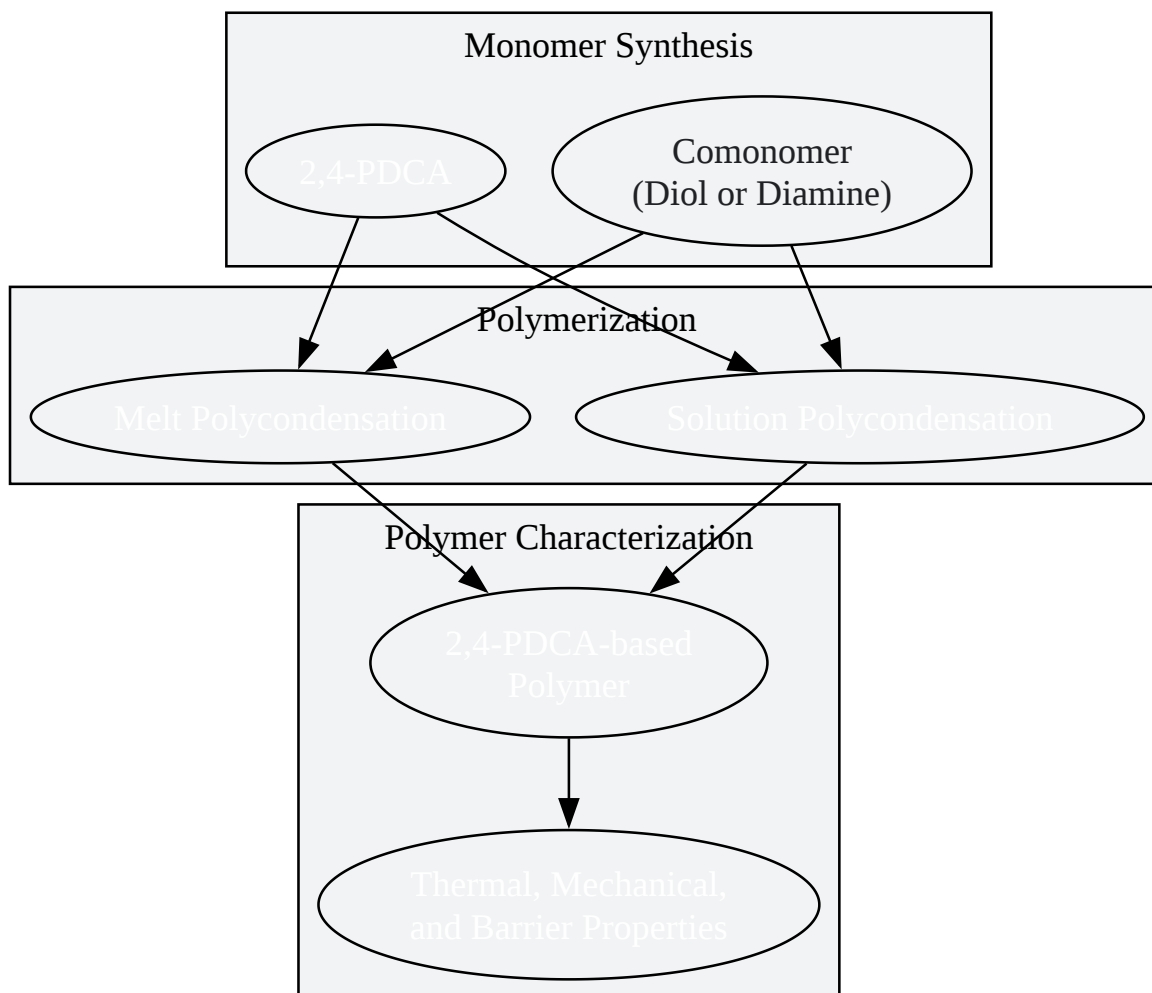 Monomer Synthesis
2,4-PDCA
Comonomer
(Diol or Diamine)
Polymerization
Melt Polycondensation
Solution Polycondensation
Polymer Characterization
2,4-PDCA-based
Polymer
Thermal, Mechanical,
and Barrier Properties